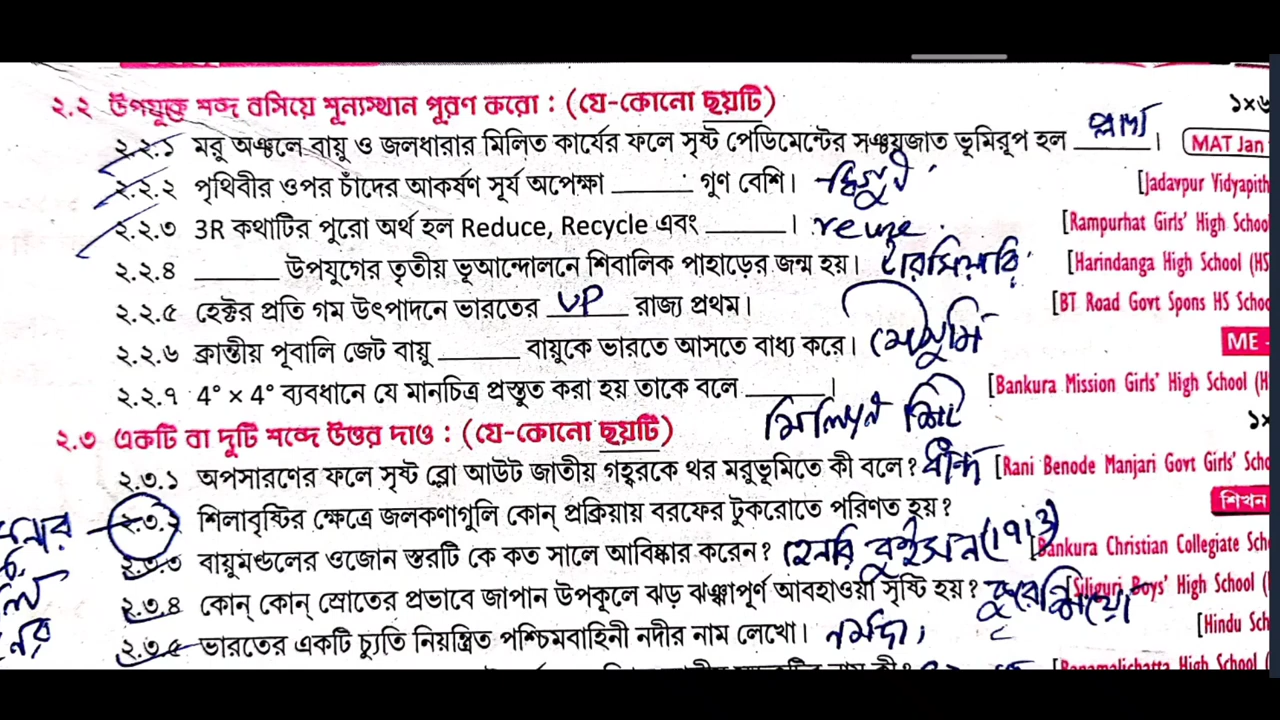 ২.২ উপযুক্ত শব্দ বসিয়ে শূন্যস্থান পূরণ করো : (যে-কোনো ছয়টি) ১×৬
২.২.১ মরু অঞ্চলে বায়ু ও জলধারার মিলিত কার্যের ফলে সৃষ্ট পেডিমেন্টের সঞ্চয়জাত ভূমিরূপ হল ______। MAT Jan
২.২.২ পৃথিবীর ওপর চাঁদের আকর্ষণ সূর্য অপেক্ষা ______ গুণ বেশি। দ্বিগুণ [Jadavpur Vidyapith
২.২.৩ 3R কথাটির পুরো অর্থ হল Reduce, Recycle এবং ______। reuze. [Rampurhat Girls' High School
২.২.৪ ______ উপযুগের তৃতীয় ভূআন্দোলনে শিবালিক পাহাড়ের জন্ম হয়। [Harindanga High School (HS
২.২.৫ হেক্টর প্রতি গম উৎপাদনে ভারতের UP রাজ্য প্রথম। [BT Road Govt Spons HS Schoo
২.২.৬ ক্রান্তীয় পূবালি জেট বায়ু ______ বায়ুকে ভারতে আসতে বাধ্য করে। মৌসুমি ME -
২.২.৭ 4° × 4° ব্যবধানে যে মানচিত্র প্রস্তুত করা হয় তাকে বলে ______। [Bankura Mission Girls' High School (H
মিলিয়ন শিট
২.৩ একটি বা দুটি শব্দে উত্তর দাও : (যে-কোনো ছয়টি) ১×
২.৩.১ অপসারণের ফলে সৃষ্ট ব্লো আউট জাতীয় গহ্বরকে থর মরুভূমিতে কী বলে? [Rani Benode Manjari Govt Girls' Scho
২.৩.২ শিলাবৃষ্টির ক্ষেত্রে জলকণাগুলি কোন্ প্রক্রিয়ায় বরফের টুকরোতে পরিণত হয়? শিখন
২.৩.৩ বায়ুমণ্ডলের ওজোন স্তরটি কে কত সালে আবিষ্কার করেন? হেনরি বুইসন (1913) [Bankura Christian Collegiate Sch
২.৩.৪ কোন্ কোন্ স্রোতের প্রভাবে জাপান উপকূলে ঝড় ঝঞ্ঝাপূর্ণ আবহাওয়া সৃষ্টি হয়? [Siliguri Boys' High School (
২.৩.৫ ভারতের একটি চ্যুতি নিয়ন্ত্রিত পশ্চিমবাহিনী নদীর নাম লেখো। নর্মদা, [Hindu Sch
High School (